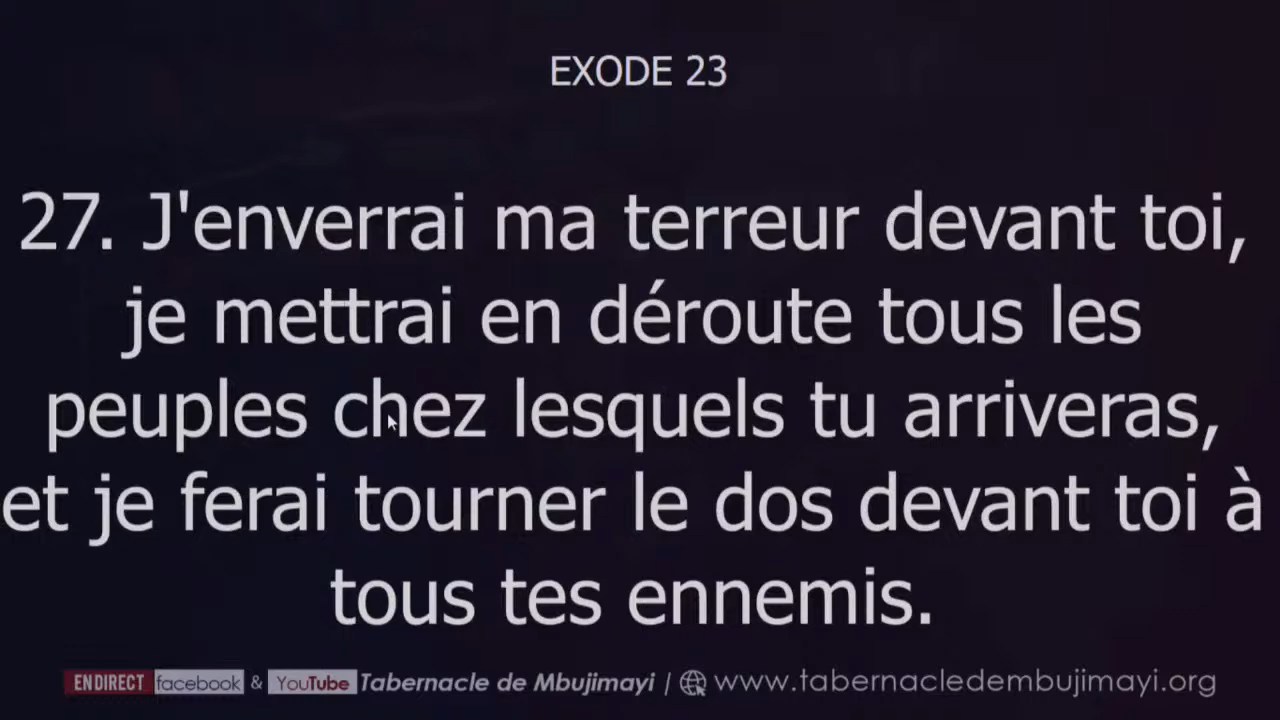 EXODE 23
27. J'enverrai ma terreur devant toi,
je mettrai en déroute tous les
peuples chez lesquels tu arriveras,
et je ferai tourner le dos devant toi à
tous tes ennemis.
EN DIRECT facebook & YouTube Tabernacle de Mbujimayi | www.tabernacledembujimayi.org